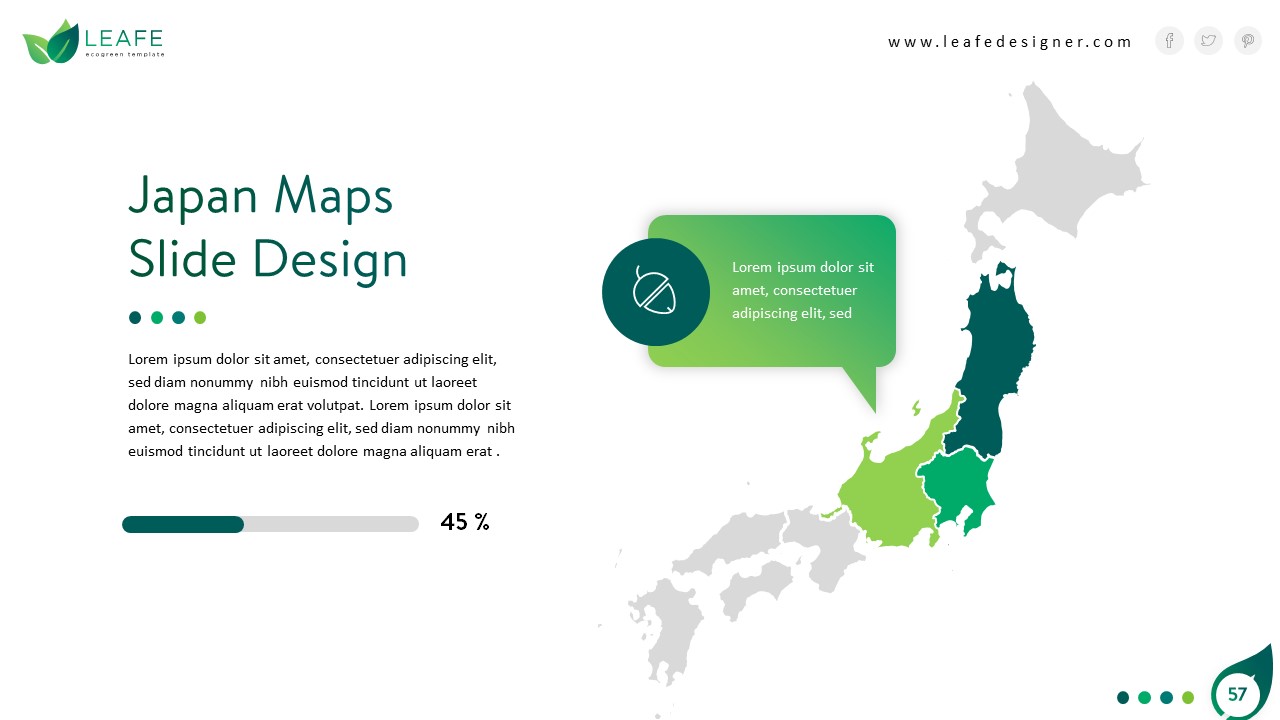 LEAFE
ecogreen template
www.leafedesigner.com
Japan Maps
Slide Design
Lorem ipsum dolor sit amet, consectetuer adipiscing elit,
sed diam nonummy nibh euismod tincidunt ut laoreet
dolore magna aliquam erat volutpat. Lorem ipsum dolor sit
amet, consectetuer adipiscing elit, sed diam nonummy nibh
euismod tincidunt ut laoreet dolore magna aliquam erat .
45 %
Lorem ipsum dolor sit
amet, consectetuer
adipiscing elit, sed
57